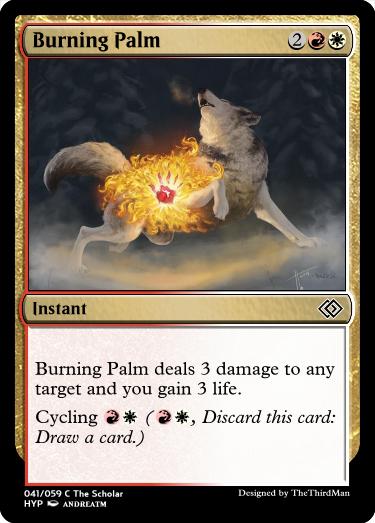 Burning Palm 2
Instant
Burning Palm deals 3 damage to any
target and you gain 3 life.
Cycling ( , Discard this card:
Draw a card.)
041/059 C The Scholar
HYP ANDREATM
Designed by TheThirdMan